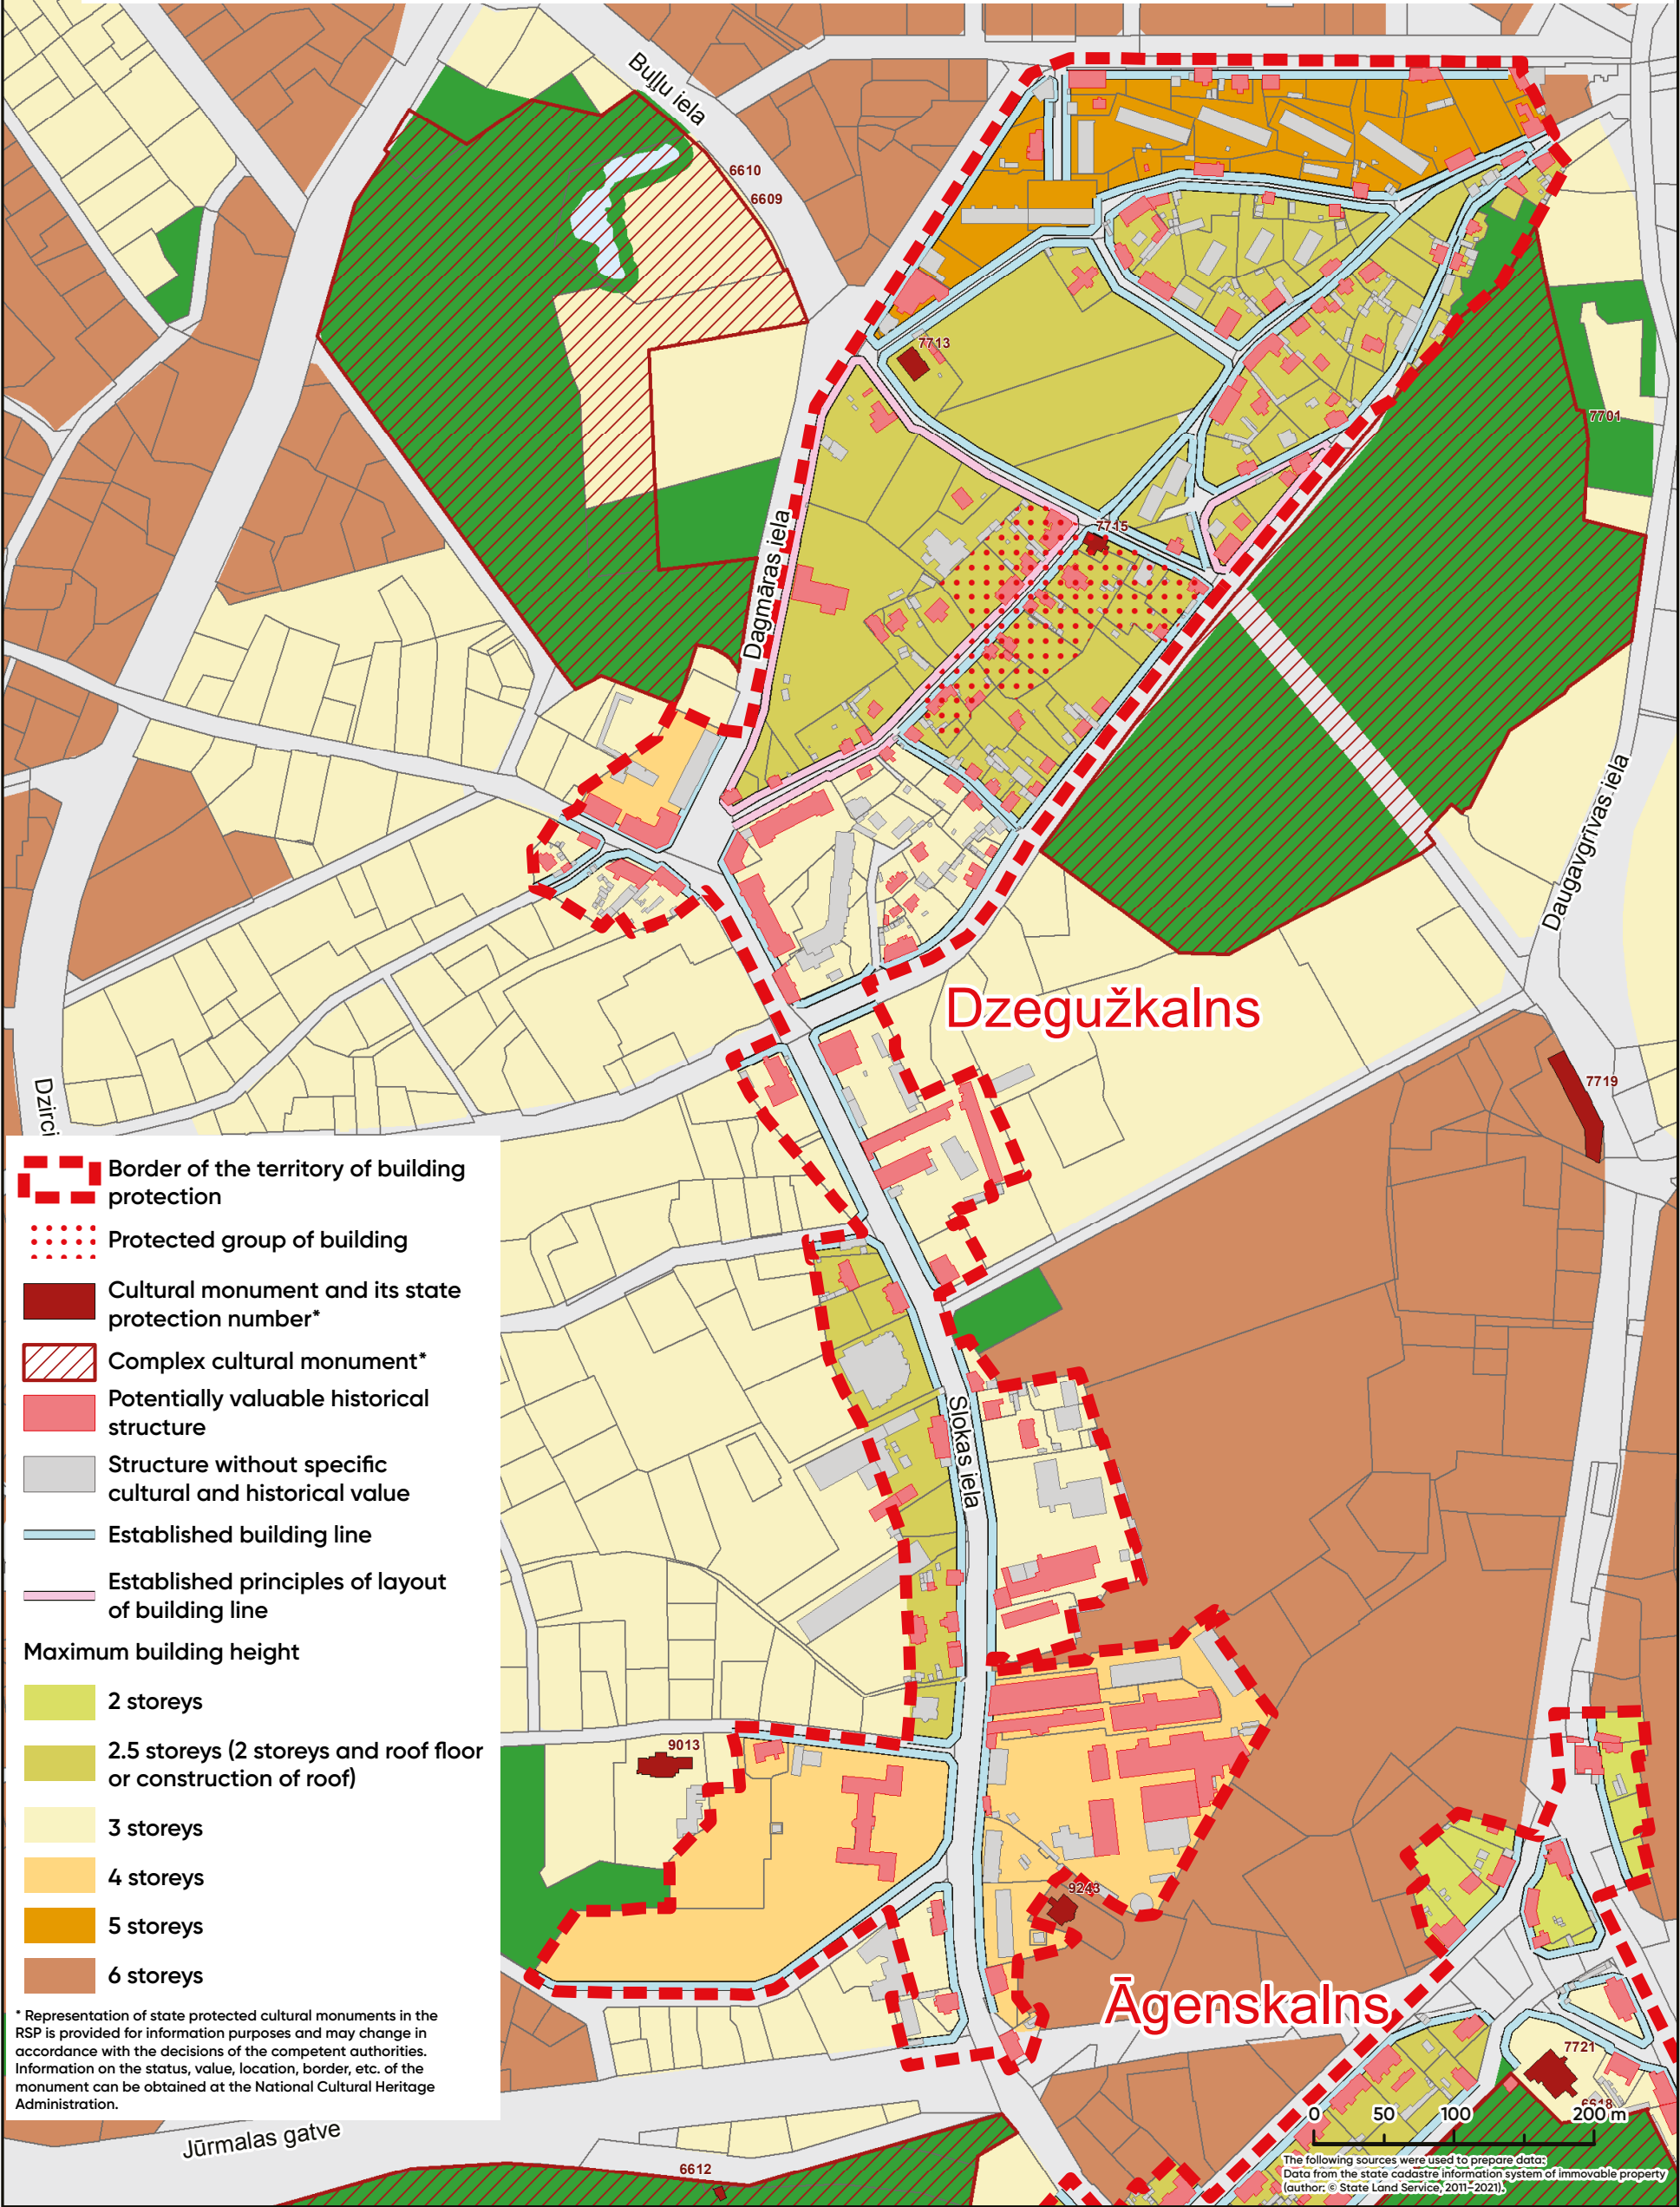 Buļļu iela
6610
6609
7713
7701
Dagmāras iela
7715
Daugavgrīvas iela
Dzegužkalns
7719
Dzirci
Border of the territory of building
protection
Protected group of building
Cultural monument and its state
protection number*
Complex cultural monument*
Potentially valuable historical
structure
Structure without specific
cultural and historical value
Established building line
Established principles of layout
of building line
Maximum building height
2 storeys
2.5 storeys (2 storeys and roof floor
or construction of roof)
3 storeys
4 storeys
5 storeys
6 storeys
* Representation of state protected cultural monuments in the
RSP is provided for information purposes and may change in
accordance with the decisions of the competent authorities.
Information on the status, value, location, border, etc. of the
monument can be obtained at the National Cultural Heritage
Administration.
Slokas iela
9013
9243
Āgenskalns
7721
6618
0 50 100 200 m
The following sources were used to prepare data:
Data from the state cadastre information system of immovable property
(author: © State Land Service, 2011–2021).
Jūrmalas gatve
6612